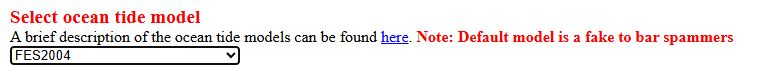 Select ocean tide model
A brief description of the ocean tide models can be found here. Note: Default model is a fake to bar spammers
FES2004